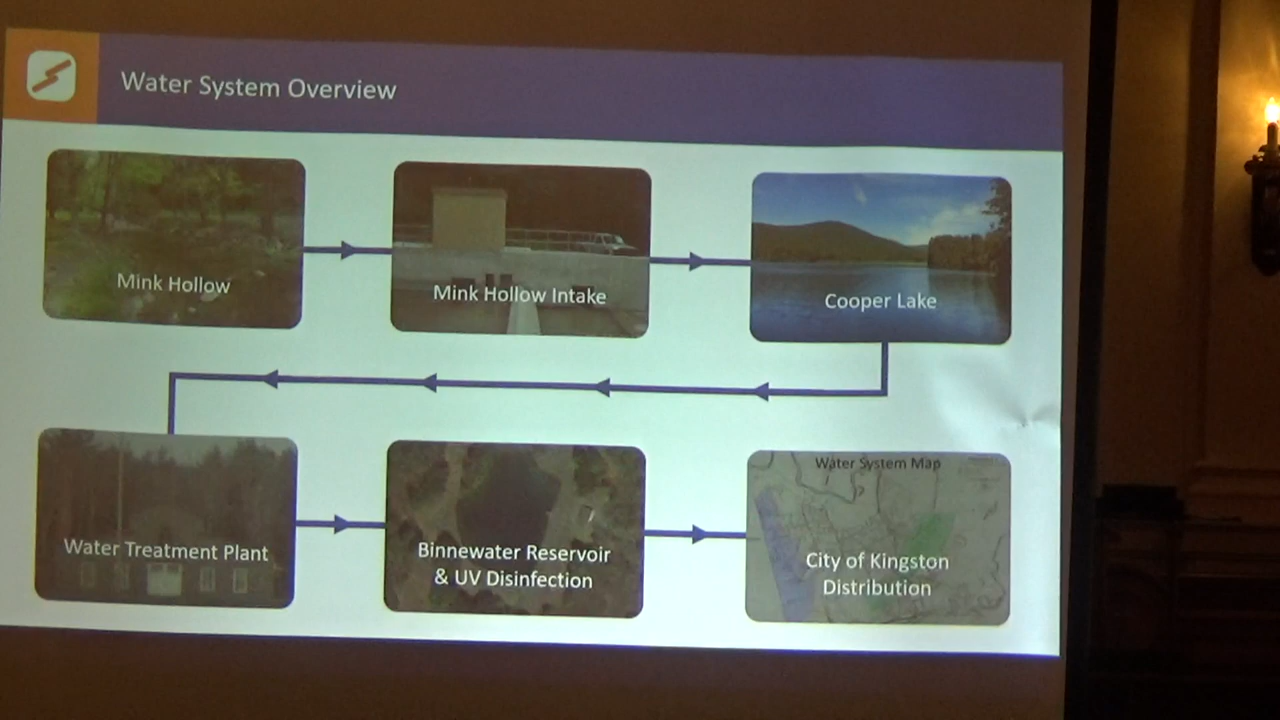 Water System Overview
Mink Hollow
Mink Hollow Intake
Cooper Lake
Water Treatment Plant
Binnewater Reservoir
& UV Disinfection
Water System Map
City of Kingston
Distribution